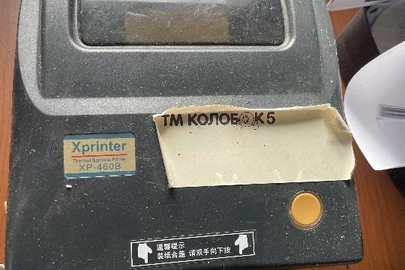 ТМ КОЛОБОК К5
Xprinter
Thermal Barcode Printer
XP-460B
温馨提示
装纸合盖 请双手向下按